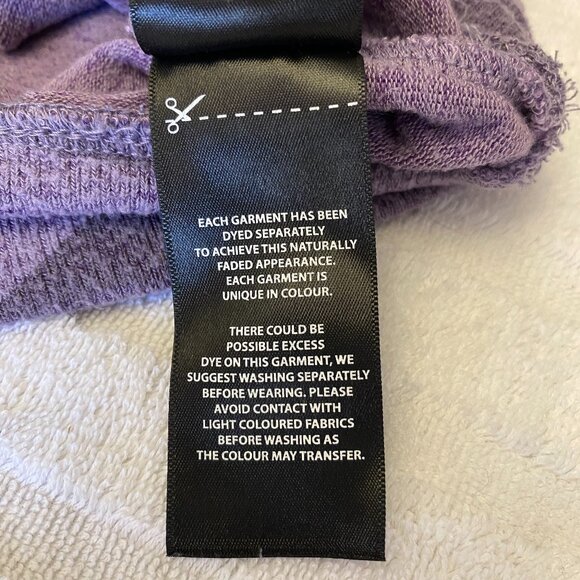 EACH GARMENT HAS BEEN
DYED SEPARATELY
TO ACHIEVE THIS NATURALLY
FADED APPEARANCE.
EACH GARMENT IS
UNIQUE IN COLOUR.
THERE COULD BE
POSSIBLE EXCESS
DYE ON THIS GARMENT, WE
SUGGEST WASHING SEPARATELY
BEFORE WEARING. PLEASE
AVOID CONTACT WITH
LIGHT COLOURED FABRICS
BEFORE WASHING AS
THE COLOUR MAY TRANSFER.